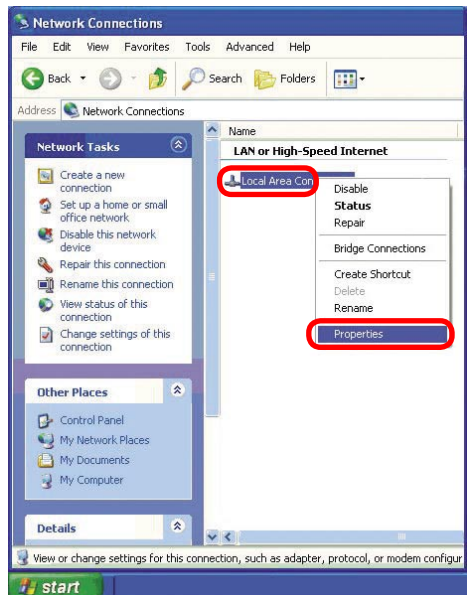 Network Connections
File Edit View Favorites Tools Advanced Help
Back Search Folders
Address Network Connections
Network Tasks
Create a new
connection
Set up a home or small
office network
Disable this network
device
Repair this connection
Rename this connection
View status of this
connection
Change settings of this
connection
Other Places
Control Panel
My Network Places
My Documents
My Computer
Details
Name
LAN or High-Speed Internet
Local Area Con
Disable
Status
Repair
Bridge Connections
Create Shortcut
Delete
Rename
Properties
View or change settings for this connection, such as adapter, protocol, or modem configur
start